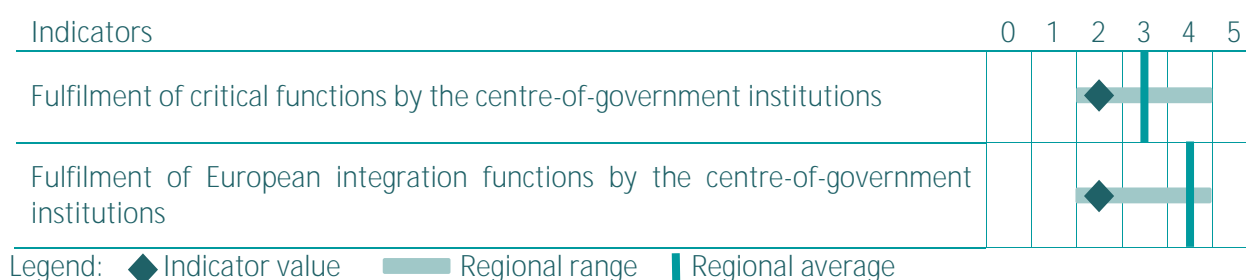 Indicators 0 1 2 3 4 5
Fulfilment of critical functions by the centre-of-government institutions
Fulfilment of European integration functions by the centre-of-government
institutions
Legend: Indicator value Regional range Regional average